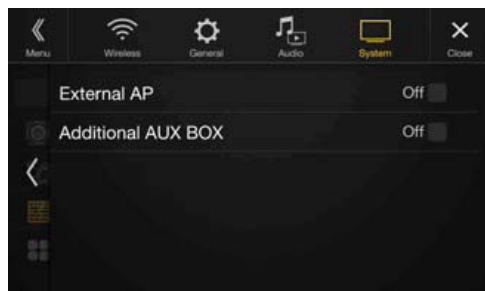 Menu Wireless General Audio System Close
External AP Off
Additional AUX BOX Off